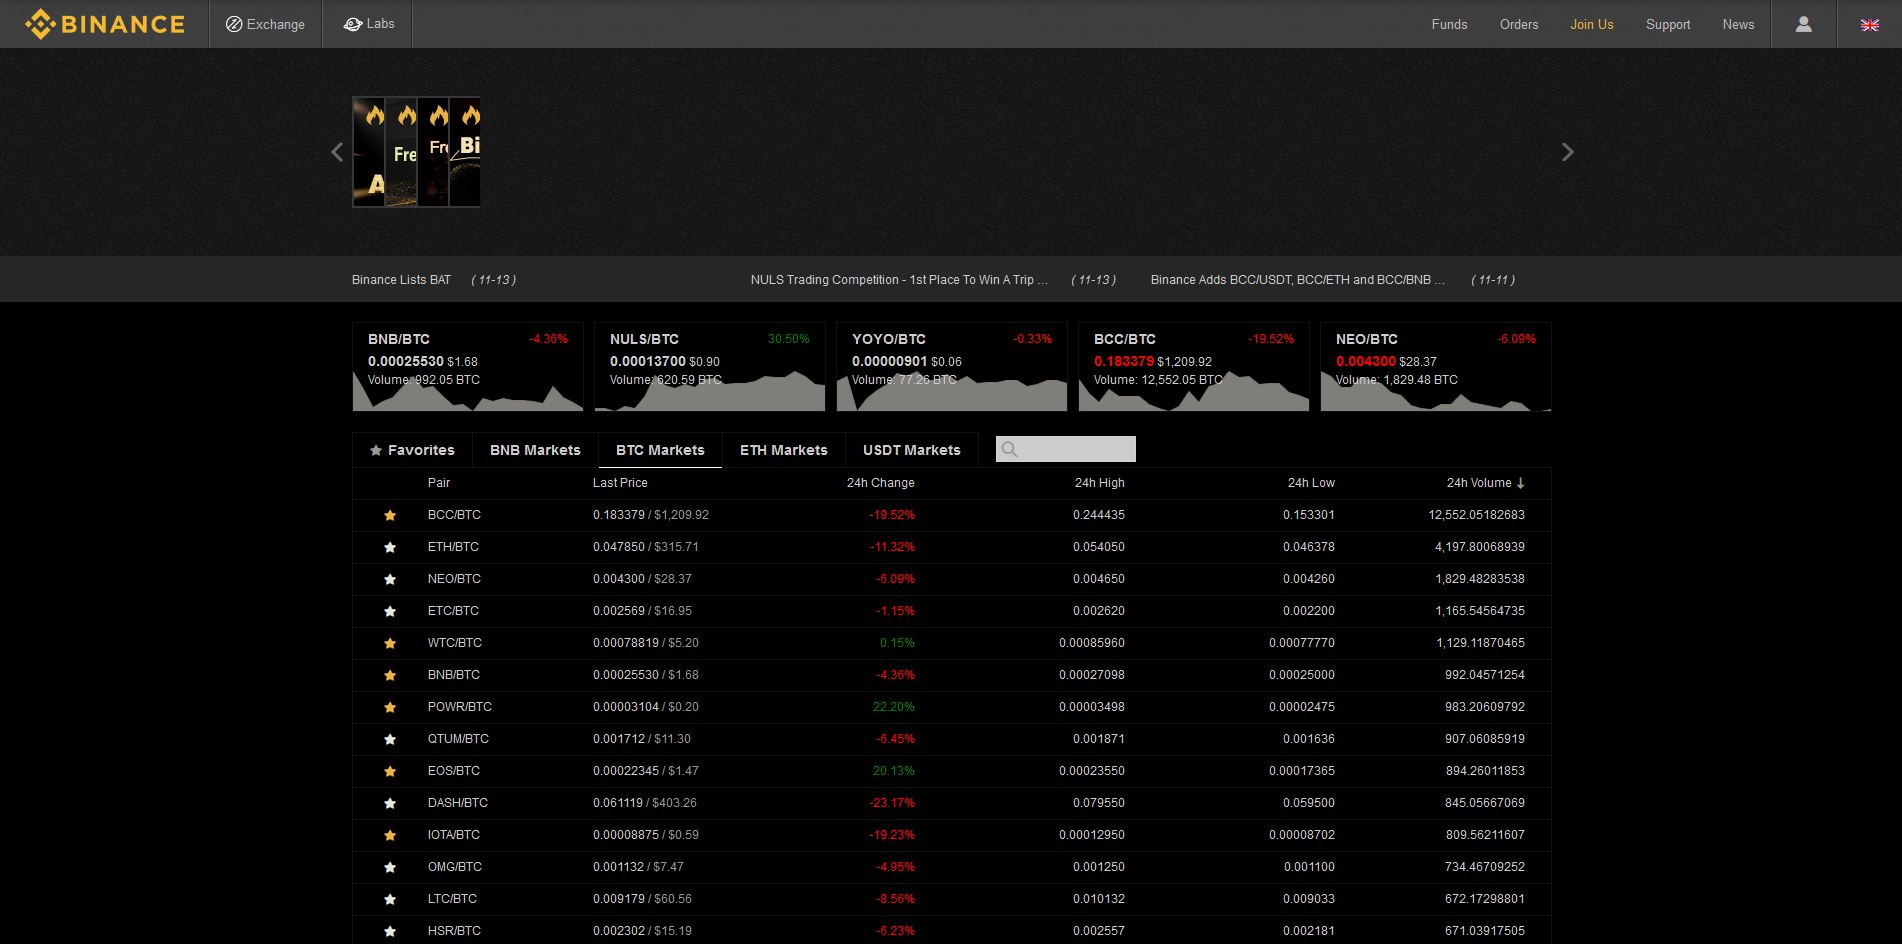 BINANCE Exchange Labs Funds Orders Join Us Support News
Fre Fr Bi
A
Binance Lists BAT ( 11-13 ) NULS Trading Competition - 1st Place To Win A Trip ... ( 11-13 ) Binance Adds BCC/USDT, BCC/ETH and BCC/BNB ... ( 11-11 )
BNB/BTC -4.36% NULS/BTC 30.50% YOYO/BTC -0.33% BCC/BTC -19.52% NEO/BTC -6.09%
0.00025530 $1.68 0.00013700 $0.90 0.00000901 $0.06 0.183379 $1,209.92 0.004300 $28.37
Volume: 992.05 BTC Volume: 620.59 BTC Volume: 77.26 BTC Volume: 12,552.05 BTC Volume: 1,829.48 BTC
Favorites BNB Markets BTC Markets ETH Markets USDT Markets
Pair Last Price 24h Change 24h High 24h Low 24h Volume
BCC/BTC 0.183379 / $1,209.92 -19.52% 0.244435 0.153301 12,552.05182683
ETH/BTC 0.047850 / $315.71 -11.32% 0.054050 0.046378 4,197.80068939
NEO/BTC 0.004300 / $28.37 -6.09% 0.004650 0.004260 1,829.48283538
ETC/BTC 0.002569 / $16.95 -1.15% 0.002620 0.002200 1,165.54564735
WTC/BTC 0.00078819 / $5.20 0.15% 0.00085960 0.00077770 1,129.11870465
BNB/BTC 0.00025530 / $1.68 -4.36% 0.00027098 0.00025000 992.04571254
POWR/BTC 0.00003104 / $0.20 22.20% 0.00003498 0.00002475 983.20609792
QTUM/BTC 0.001712 / $11.30 -6.45% 0.001871 0.001636 907.06085919
EOS/BTC 0.00022345 / $1.47 20.13% 0.00023550 0.00017365 894.26011853
DASH/BTC 0.061119 / $403.26 -23.17% 0.079550 0.059500 845.05667069
IOTA/BTC 0.00008875 / $0.59 -19.23% 0.00012950 0.00008702 809.56211607
OMG/BTC 0.001132 / $7.47 -4.95% 0.001250 0.001100 734.46709252
LTC/BTC 0.009179 / $60.56 -8.56% 0.010132 0.009033 672.17298801
HSR/BTC 0.002302 / $15.19 -6.23% 0.002557 0.002181 671.03917505